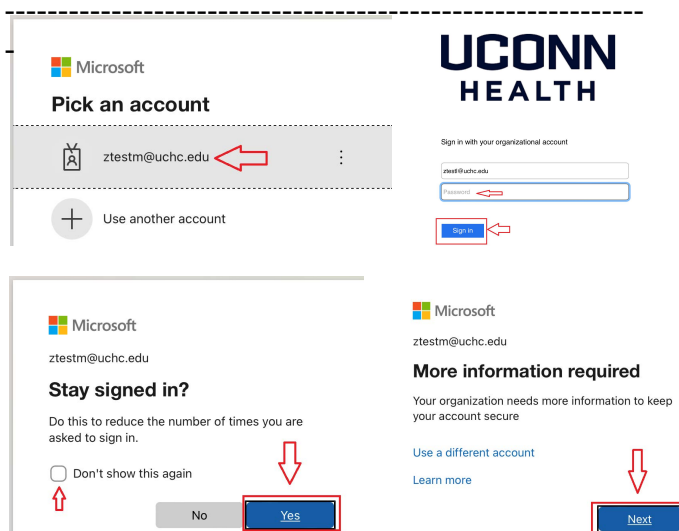 Microsoft
Pick an account
ztestm@uchc.edu
Use another account
UCONN
HEALTH
Sign in with your organizational account
ztestl@uchc.edu
Password
Sign in
Microsoft
ztestm@uchc.edu
Stay signed in?
Do this to reduce the number of times you are
asked to sign in.
Don't show this again
No
Yes
Microsoft
ztestm@uchc.edu
More information required
Your organization needs more information to keep
your account secure
Use a different account
Learn more
Next